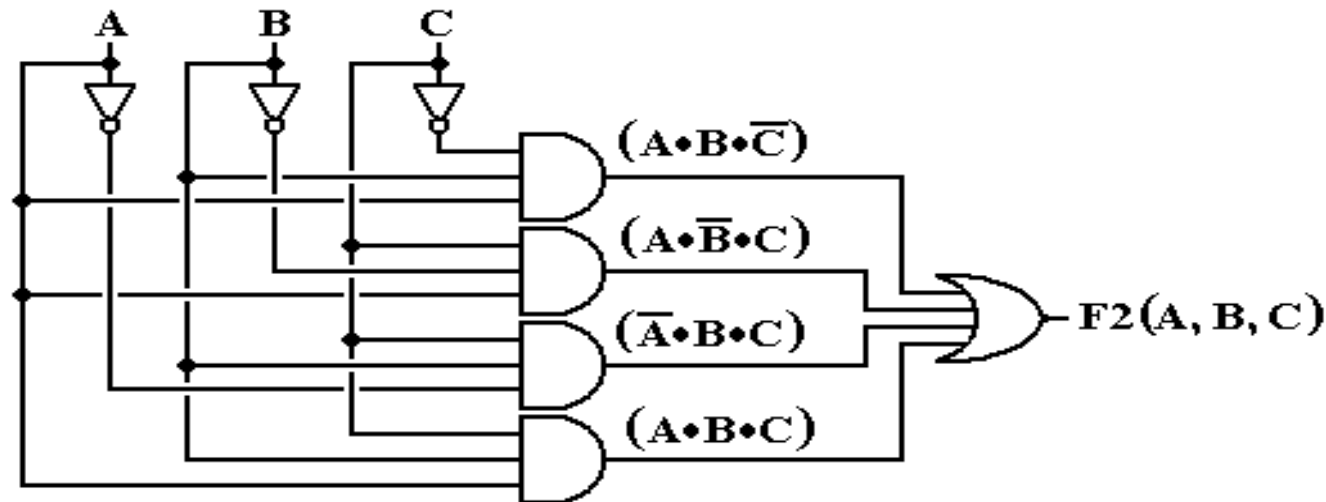 A B C
(A•B•C̅)
(A•B̅•C)
(A̅•B•C)
F2(A, B, C)
(A•B•C)